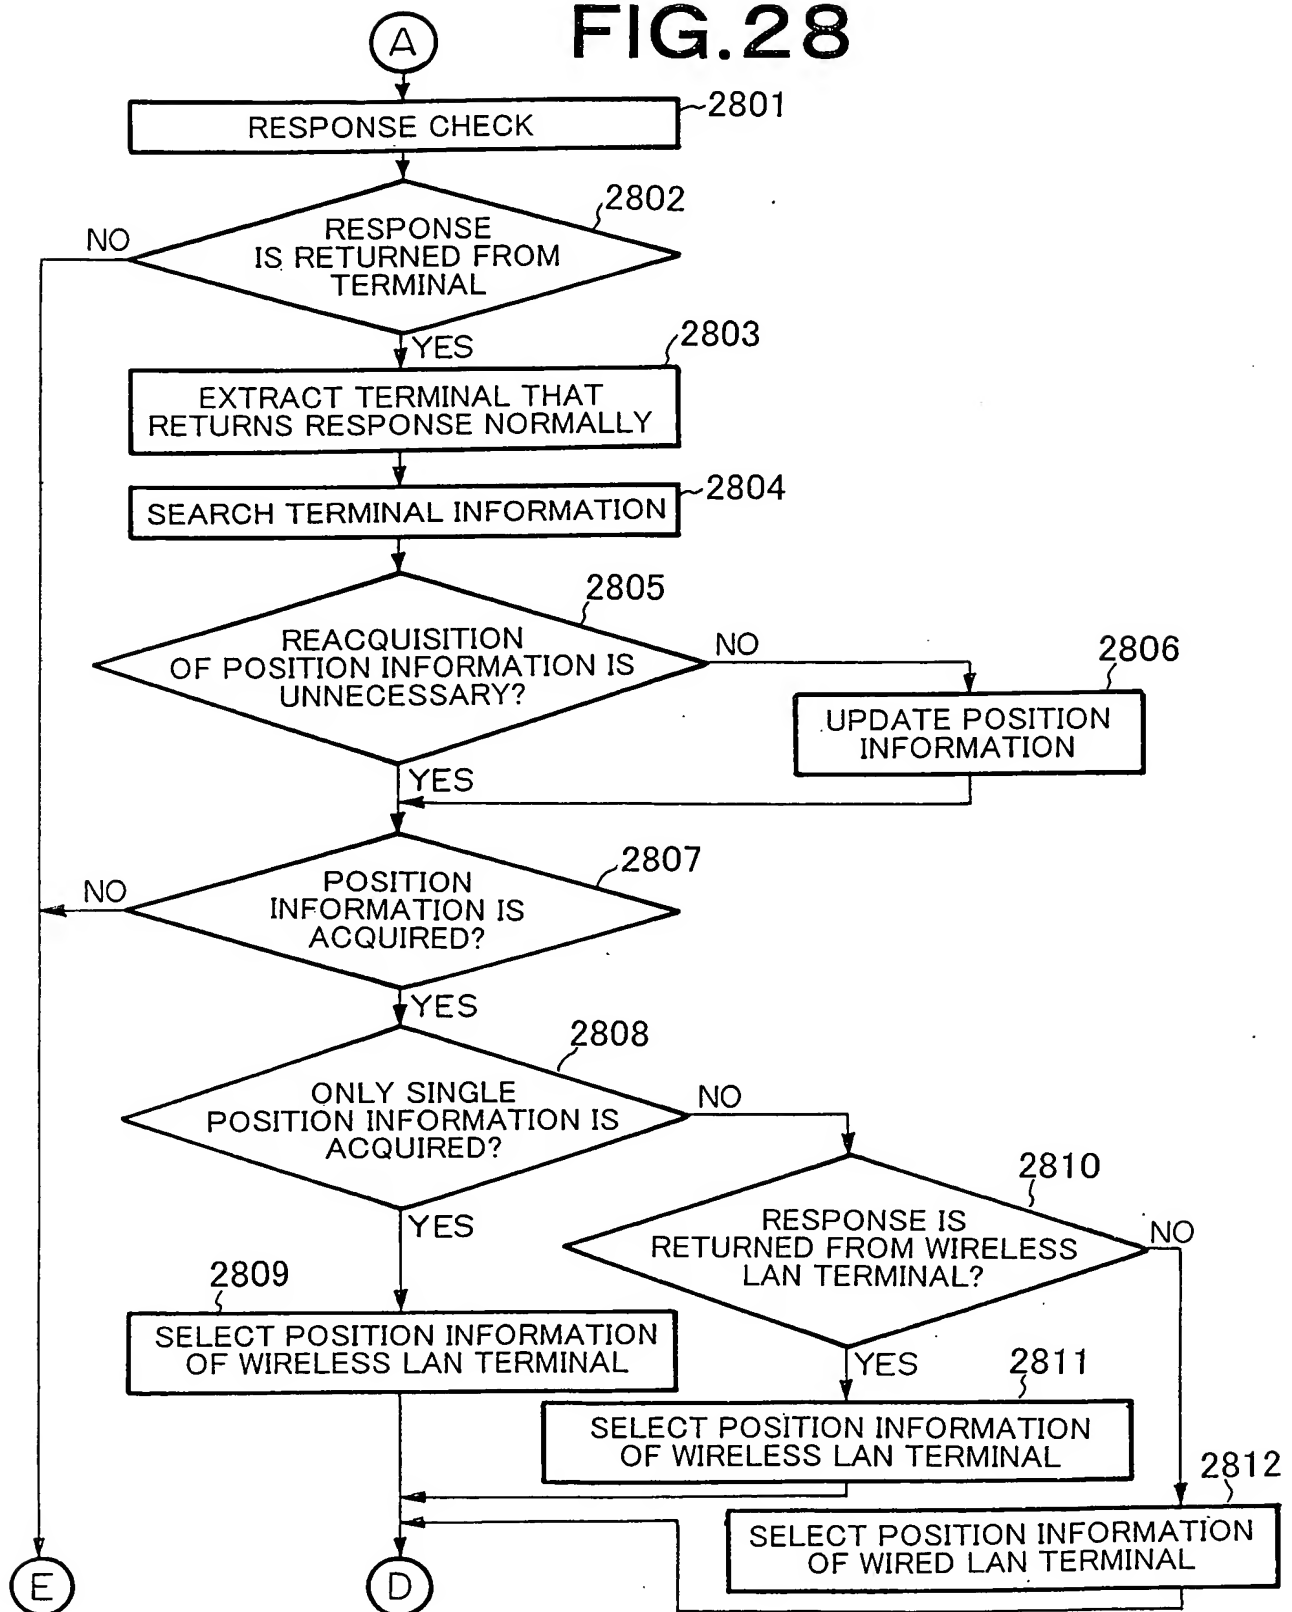 FIG.28
A
2801
RESPONSE CHECK
2802
RESPONSE
IS RETURNED FROM
TERMINAL
NO
YES
2803
EXTRACT TERMINAL THAT
RETURNS RESPONSE NORMALLY
2804
SEARCH TERMINAL INFORMATION
2805
REACQUISITION
OF POSITION INFORMATION IS
UNNECESSARY?
NO
2806
UPDATE POSITION
INFORMATION
YES
2807
POSITION
INFORMATION IS
ACQUIRED?
NO
YES
2808
ONLY SINGLE
POSITION INFORMATION IS
ACQUIRED?
NO
YES
2810
RESPONSE IS
RETURNED FROM WIRELESS
LAN TERMINAL?
NO
2809
SELECT POSITION INFORMATION
OF WIRELESS LAN TERMINAL
YES
2811
SELECT POSITION INFORMATION
OF WIRELESS LAN TERMINAL
2812
SELECT POSITION INFORMATION
OF WIRED LAN TERMINAL
E
D